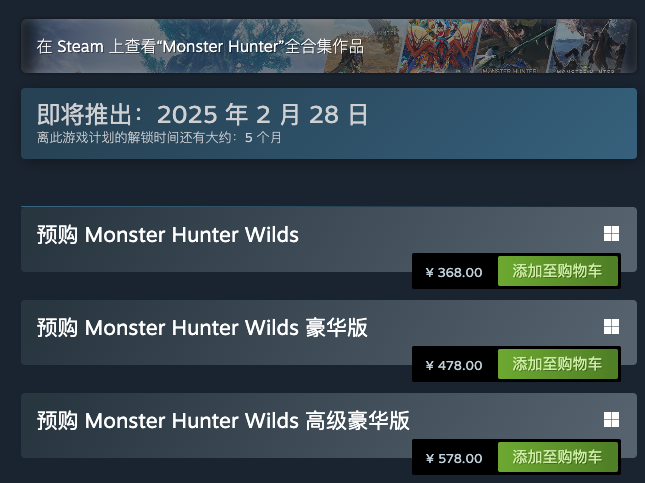 在 Steam 上查看“Monster Hunter”全合集作品
MONSTER HUNTER
MONSTER HUNTER
即将推出：2025 年 2 月 28 日
离此游戏计划的解锁时间还有大约：5 个月
预购 Monster Hunter Wilds
¥ 368.00
添加至购物车
预购 Monster Hunter Wilds 豪华版
¥ 478.00
添加至购物车
预购 Monster Hunter Wilds 高级豪华版
¥ 578.00
添加至购物车